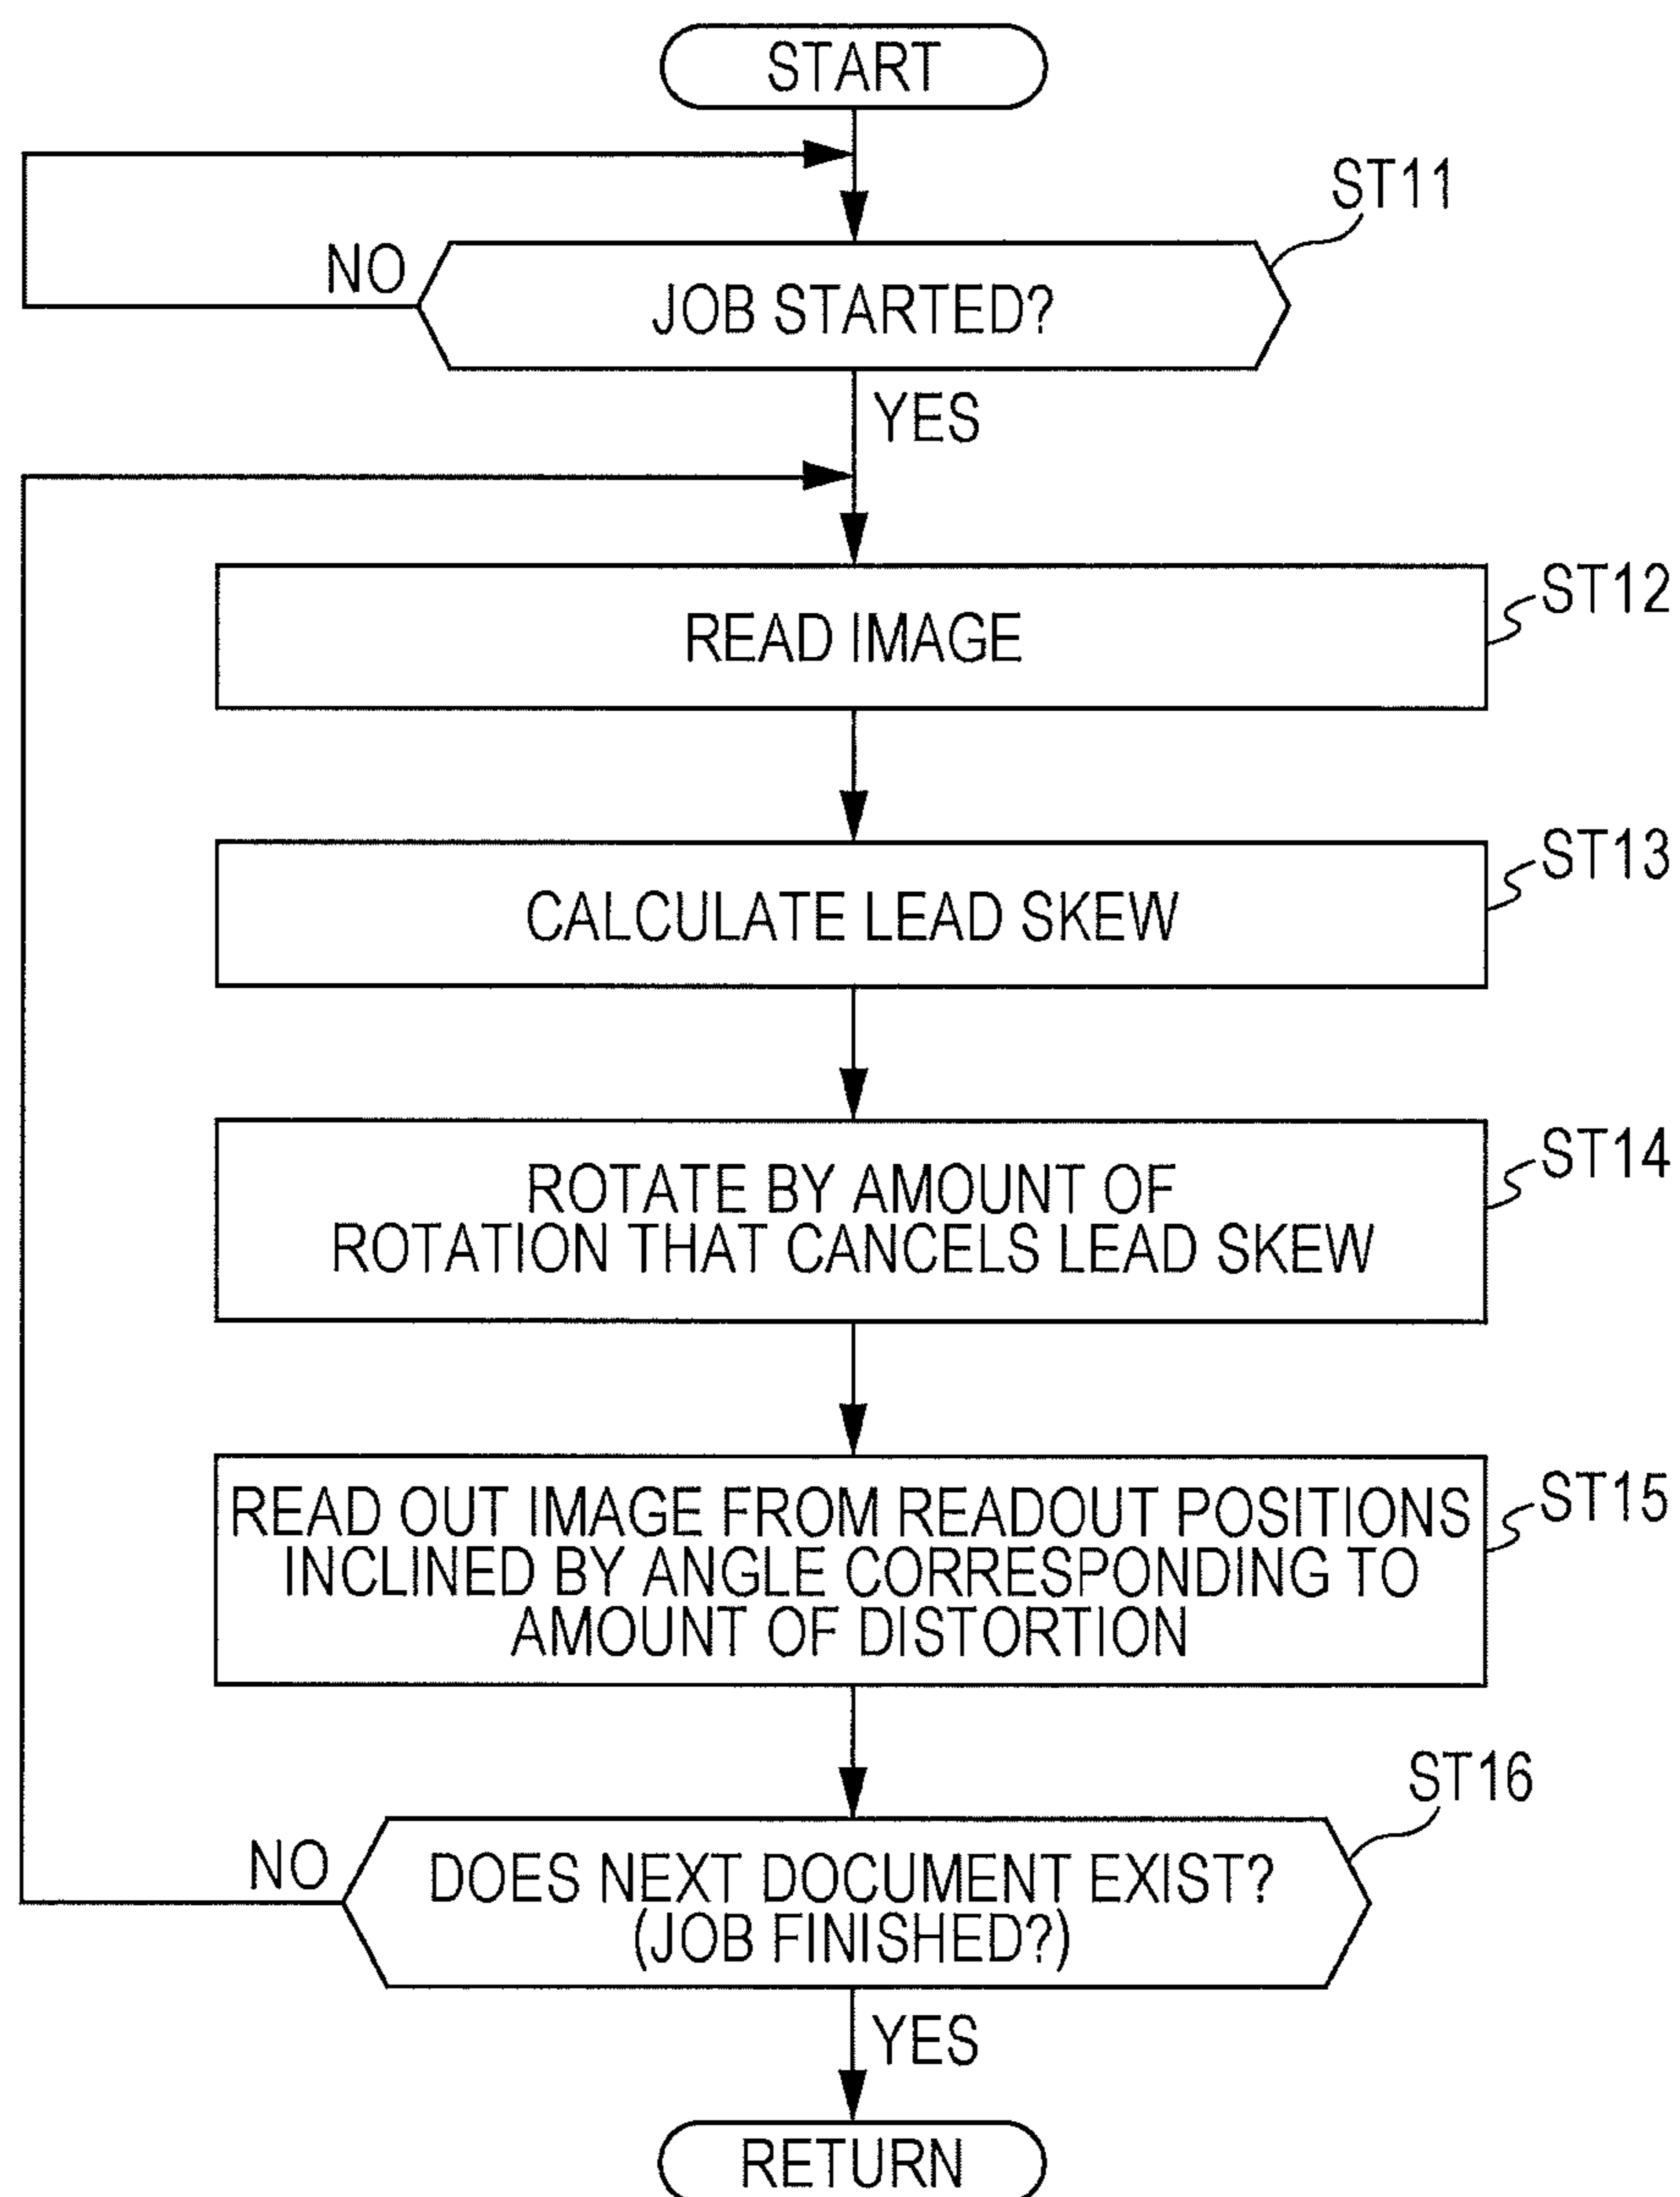 START
ST11
NO
JOB STARTED?
YES
ST12
READ IMAGE
ST13
CALCULATE LEAD SKEW
ST14
ROTATE BY AMOUNT OF
ROTATION THAT CANCELS LEAD SKEW
ST15
READ OUT IMAGE FROM READOUT POSITIONS
INCLINED BY ANGLE CORRESPONDING TO
AMOUNT OF DISTORTION
ST16
NO
DOES NEXT DOCUMENT EXIST?
(JOB FINISHED?)
YES
RETURN